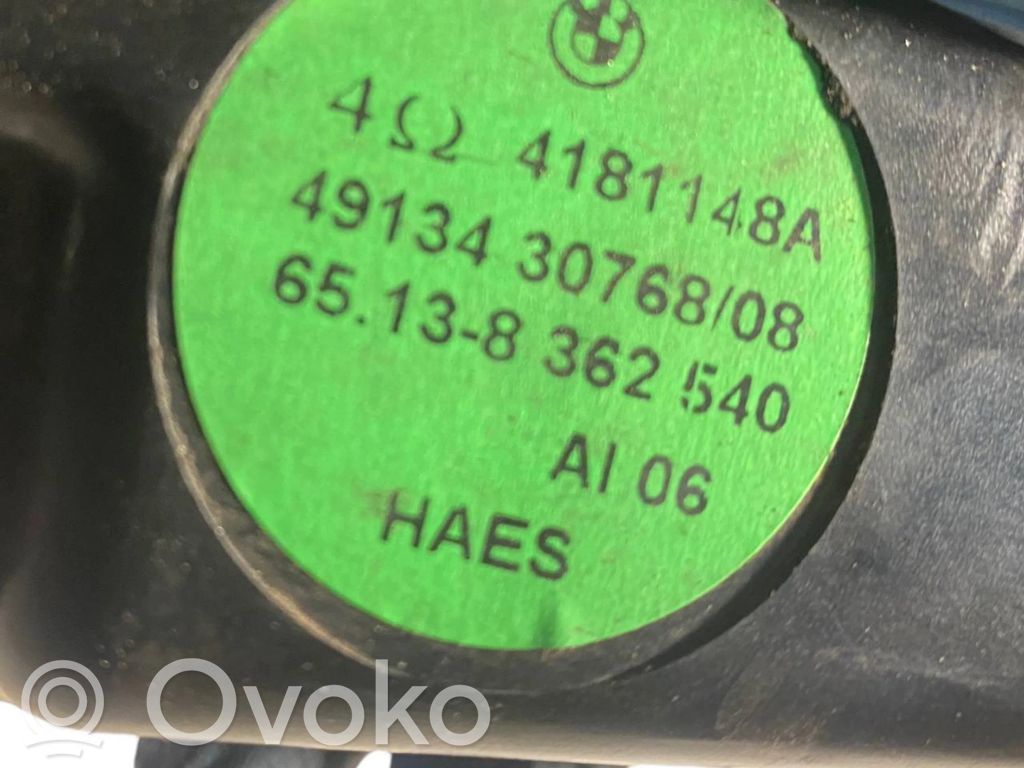 4Ω 4181148A
49134 30768/08
65.13-8 362 540
AI 06
HAES
© Ovoko